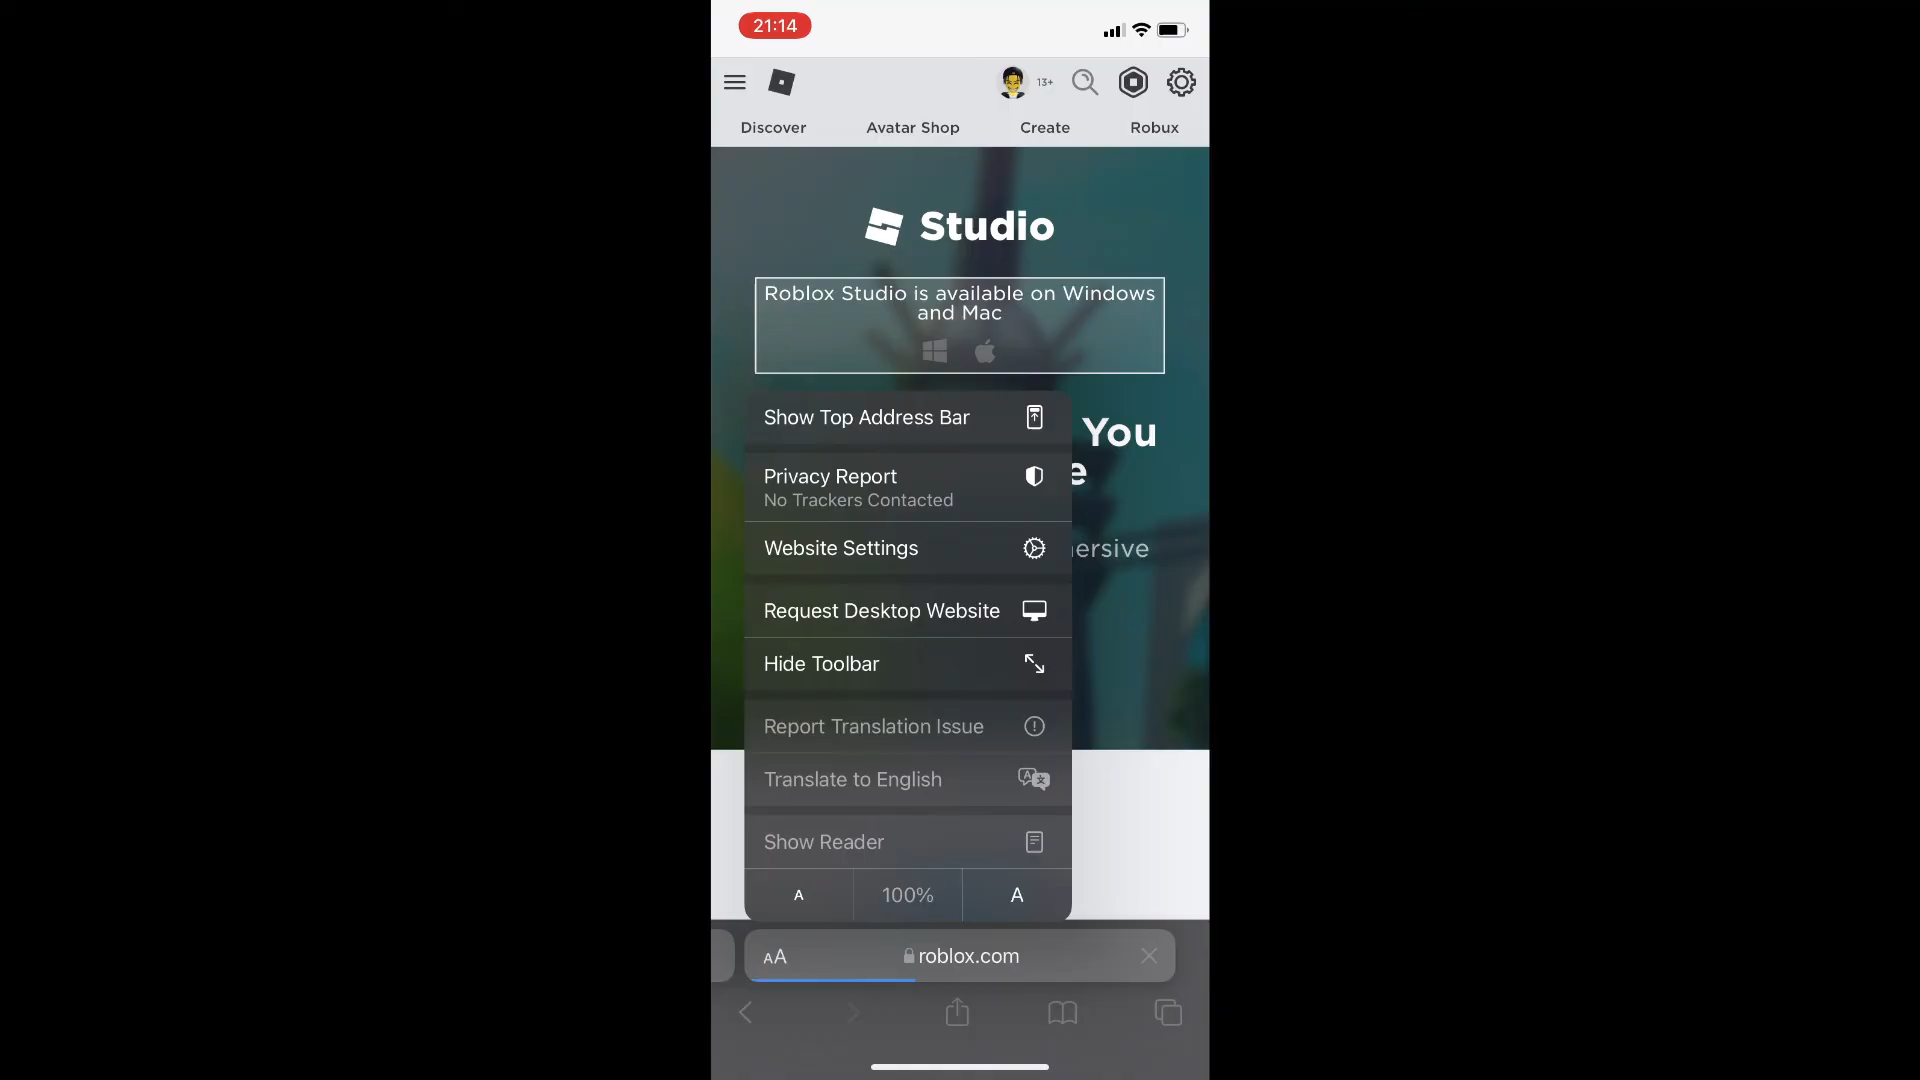 21:14
13+
Discover Avatar Shop Create Robux
Studio
Roblox Studio is available on Windows
and Mac
Show Top Address Bar
You
Privacy Report
e
No Trackers Contacted
Website Settings
ersive
Request Desktop Website
Hide Toolbar
Report Translation Issue
Translate to English
Show Reader
A 100% A
AA roblox.com